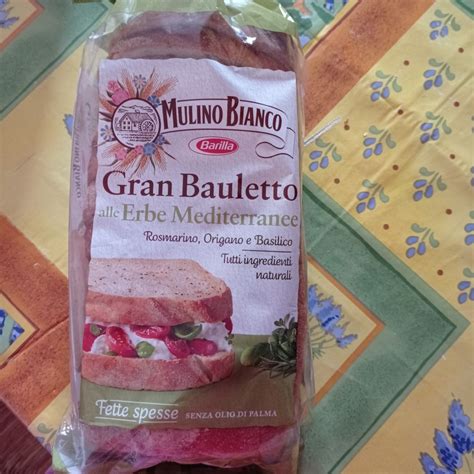 MULINO BIANCO
Barilla
Gran Bauletto
alle Erbe Mediterranee
Rosmarino, Origano e Basilico
Tutti ingredienti
naturali
Fette spesse SENZA OLIO DI PALMA